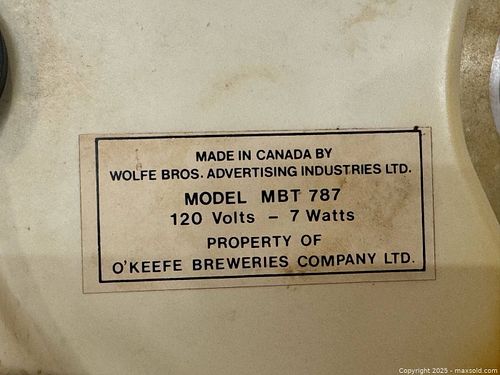 MADE IN CANADA BY
WOLFE BROS. ADVERTISING INDUSTRIES LTD.
MODEL MBT 787
120 Volts – 7 Watts
PROPERTY OF
O'KEEFE BREWERIES COMPANY LTD.
Copyright 2025 - maxsold.com